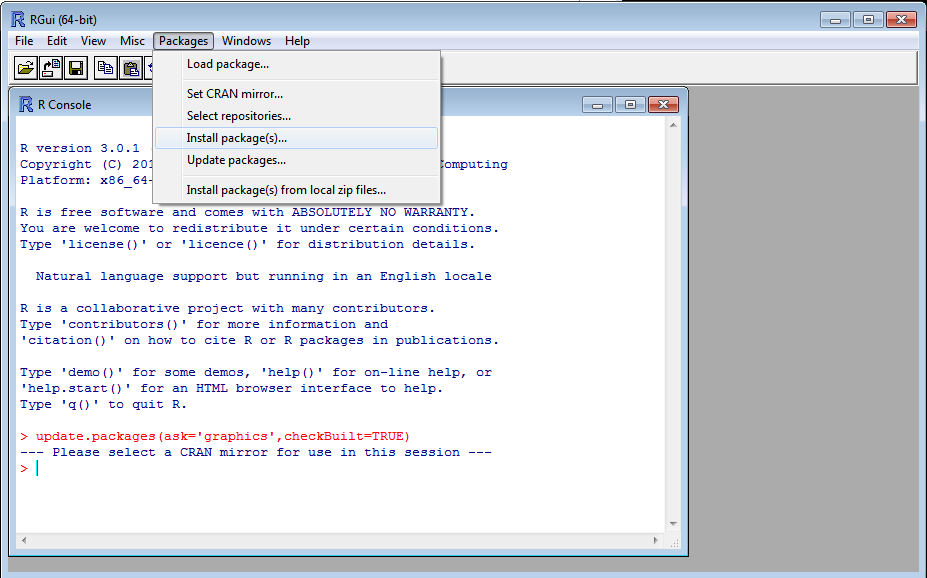 RGui (64-bit)
File Edit View Misc Packages Windows Help
Load package...
Set CRAN mirror...
Select repositories...
Install package(s)...
Update packages...
Install package(s) from local zip files...
R Console
R version 3.0.1
Copyright (C) 201 Computing
Platform: x86_64-
R is free software and comes with ABSOLUTELY NO WARRANTY.
You are welcome to redistribute it under certain conditions.
Type 'license()' or 'licence()' for distribution details.
Natural language support but running in an English locale
R is a collaborative project with many contributors.
Type 'contributors()' for more information and
'citation()' on how to cite R or R packages in publications.
Type 'demo()' for some demos, 'help()' for on-line help, or
'help.start()' for an HTML browser interface to help.
Type 'q()' to quit R.
> update.packages(ask='graphics',checkBuilt=TRUE)
--- Please select a CRAN mirror for use in this session ---
>